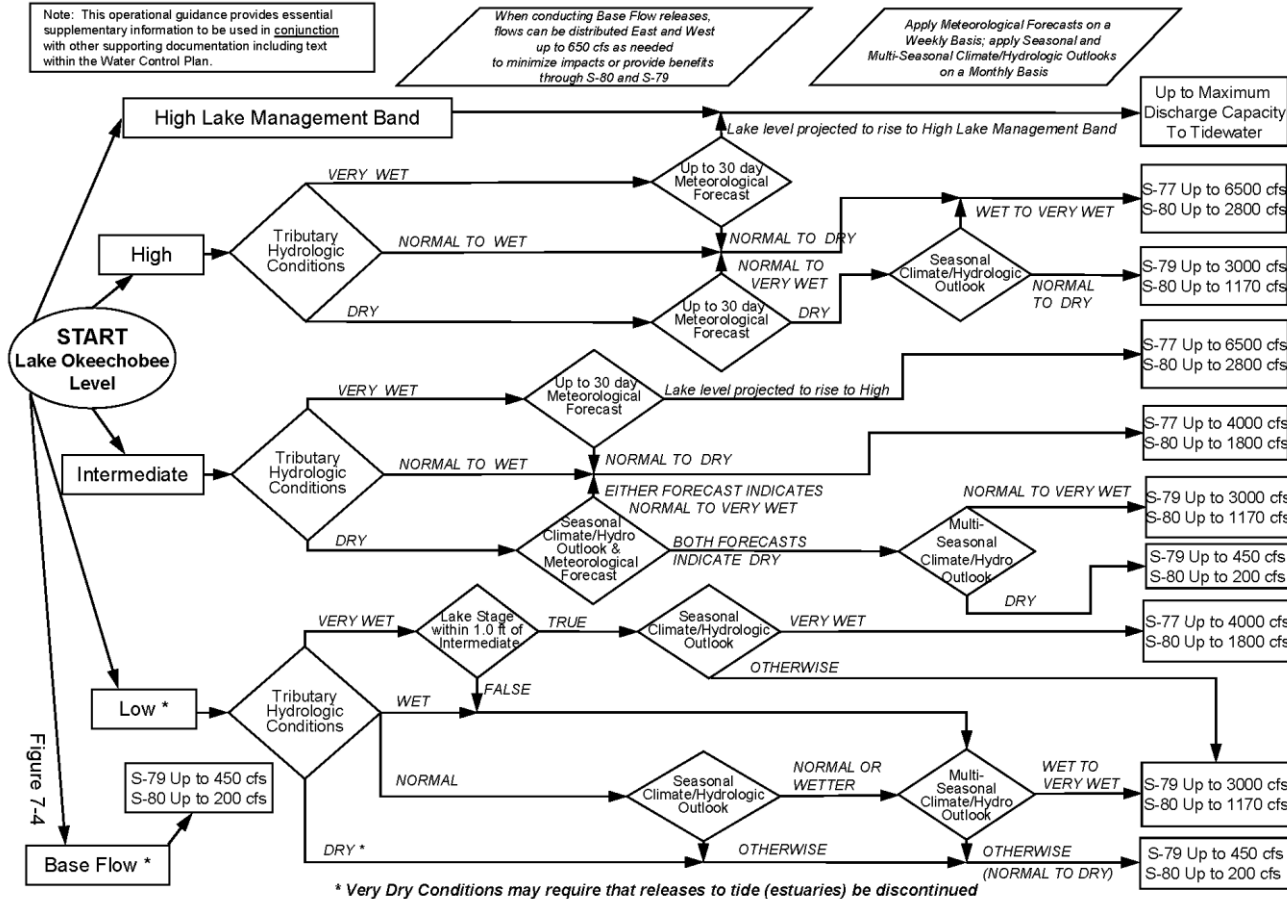 Note: This operational guidance provides essential
supplementary information to be used in conjunction
with other supporting documentation including text
within the Water Control Plan.
When conducting Base Flow releases,
flows can be distributed East and West
up to 650 cfs as needed
to minimize impacts or provide benefits
through S-80 and S-79
Apply Meteorological Forecasts on a
Weekly Basis; apply Seasonal and
Multi-Seasonal Climate/Hydrologic Outlooks
on a Monthly Basis
High Lake Management Band
Lake level projected to rise to High Lake Management Band
Up to Maximum
Discharge Capacity
To Tidewater
VERY WET
Up to 30 day
Meteorological
Forecast
S-77 Up to 6500 cfs
S-80 Up to 2800 cfs
WET TO VERY WET
High
Tributary
Hydrologic
Conditions
NORMAL TO WET
NORMAL TO DRY
NORMAL TO
VERY WET
Seasonal
Climate/Hydrologic
Outlook
NORMAL
TO DRY
S-79 Up to 3000 cfs
S-80 Up to 1170 cfs
DRY
Up to 30 day
Meteorological
Forecast
DRY
START
Lake Okeechobee
Level
VERY WET
Up to 30 day
Meteorological
Forecast
Lake level projected to rise to High
S-77 Up to 6500 cfs
S-80 Up to 2800 cfs
Intermediate
Tributary
Hydrologic
Conditions
NORMAL TO WET
NORMAL TO DRY
S-77 Up to 4000 cfs
S-80 Up to 1800 cfs
EITHER FORECAST INDICATES
NORMAL TO VERY WET
DRY
Seasonal
Climate/Hydro
Outlook &
Meteorological
Forecast
BOTH FORECASTS
INDICATE DRY
Multi-
Seasonal
Climate/Hydro
Outlook
NORMAL TO VERY WET
S-79 Up to 3000 cfs
S-80 Up to 1170 cfs
DRY
S-79 Up to 450 cfs
S-80 Up to 200 cfs
VERY WET
Lake Stage
within 1.0 ft of
Intermediate
TRUE
Seasonal
Climate/Hydrologic
Outlook
VERY WET
S-77 Up to 4000 cfs
S-80 Up to 1800 cfs
OTHERWISE
FALSE
Low *
Tributary
Hydrologic
Conditions
WET
NORMAL
Seasonal
Climate/Hydrologic
Outlook
NORMAL OR
WETTER
Multi-
Seasonal
Climate/Hydro
Outlook
WET TO
VERY WET
S-79 Up to 3000 cfs
S-80 Up to 1170 cfs
Figure 7-4
S-79 Up to 450 cfs
S-80 Up to 200 cfs
Base Flow *
DRY *
OTHERWISE
OTHERWISE
(NORMAL TO DRY)
S-79 Up to 450 cfs
S-80 Up to 200 cfs
* Very Dry Conditions may require that releases to tide (estuaries) be discontinued